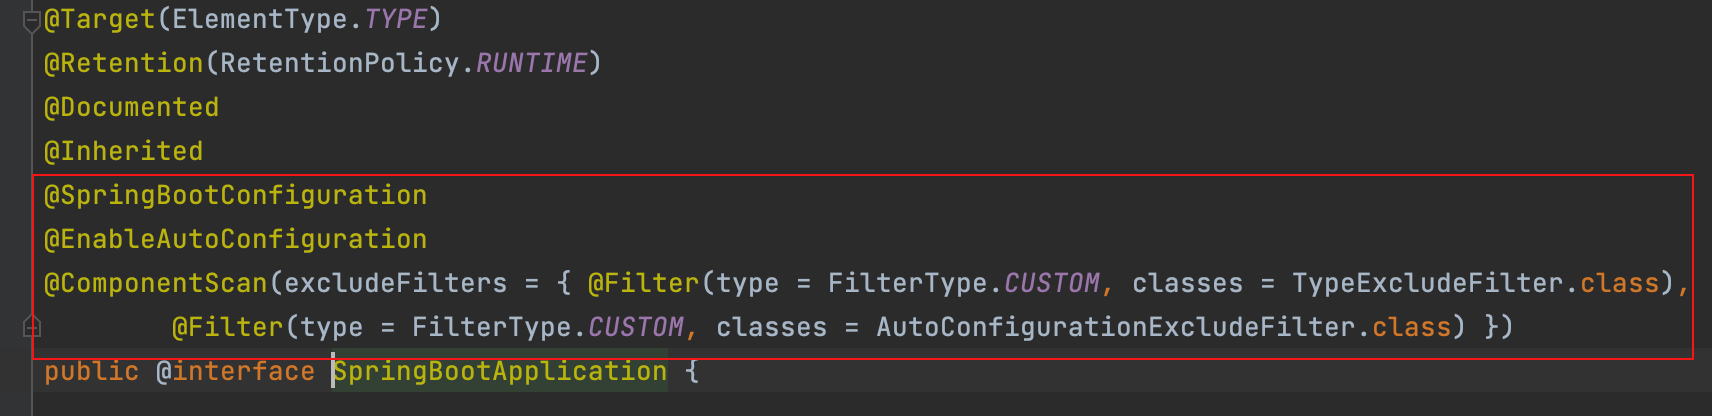 @Target(ElementType.TYPE)
@Retention(RetentionPolicy.RUNTIME)
@Documented
@Inherited
@SpringBootConfiguration
@EnableAutoConfiguration
@ComponentScan(excludeFilters = { @Filter(type = FilterType.CUSTOM, classes = TypeExcludeFilter.class),
        @Filter(type = FilterType.CUSTOM, classes = AutoConfigurationExcludeFilter.class) })
public @interface SpringBootApplication {